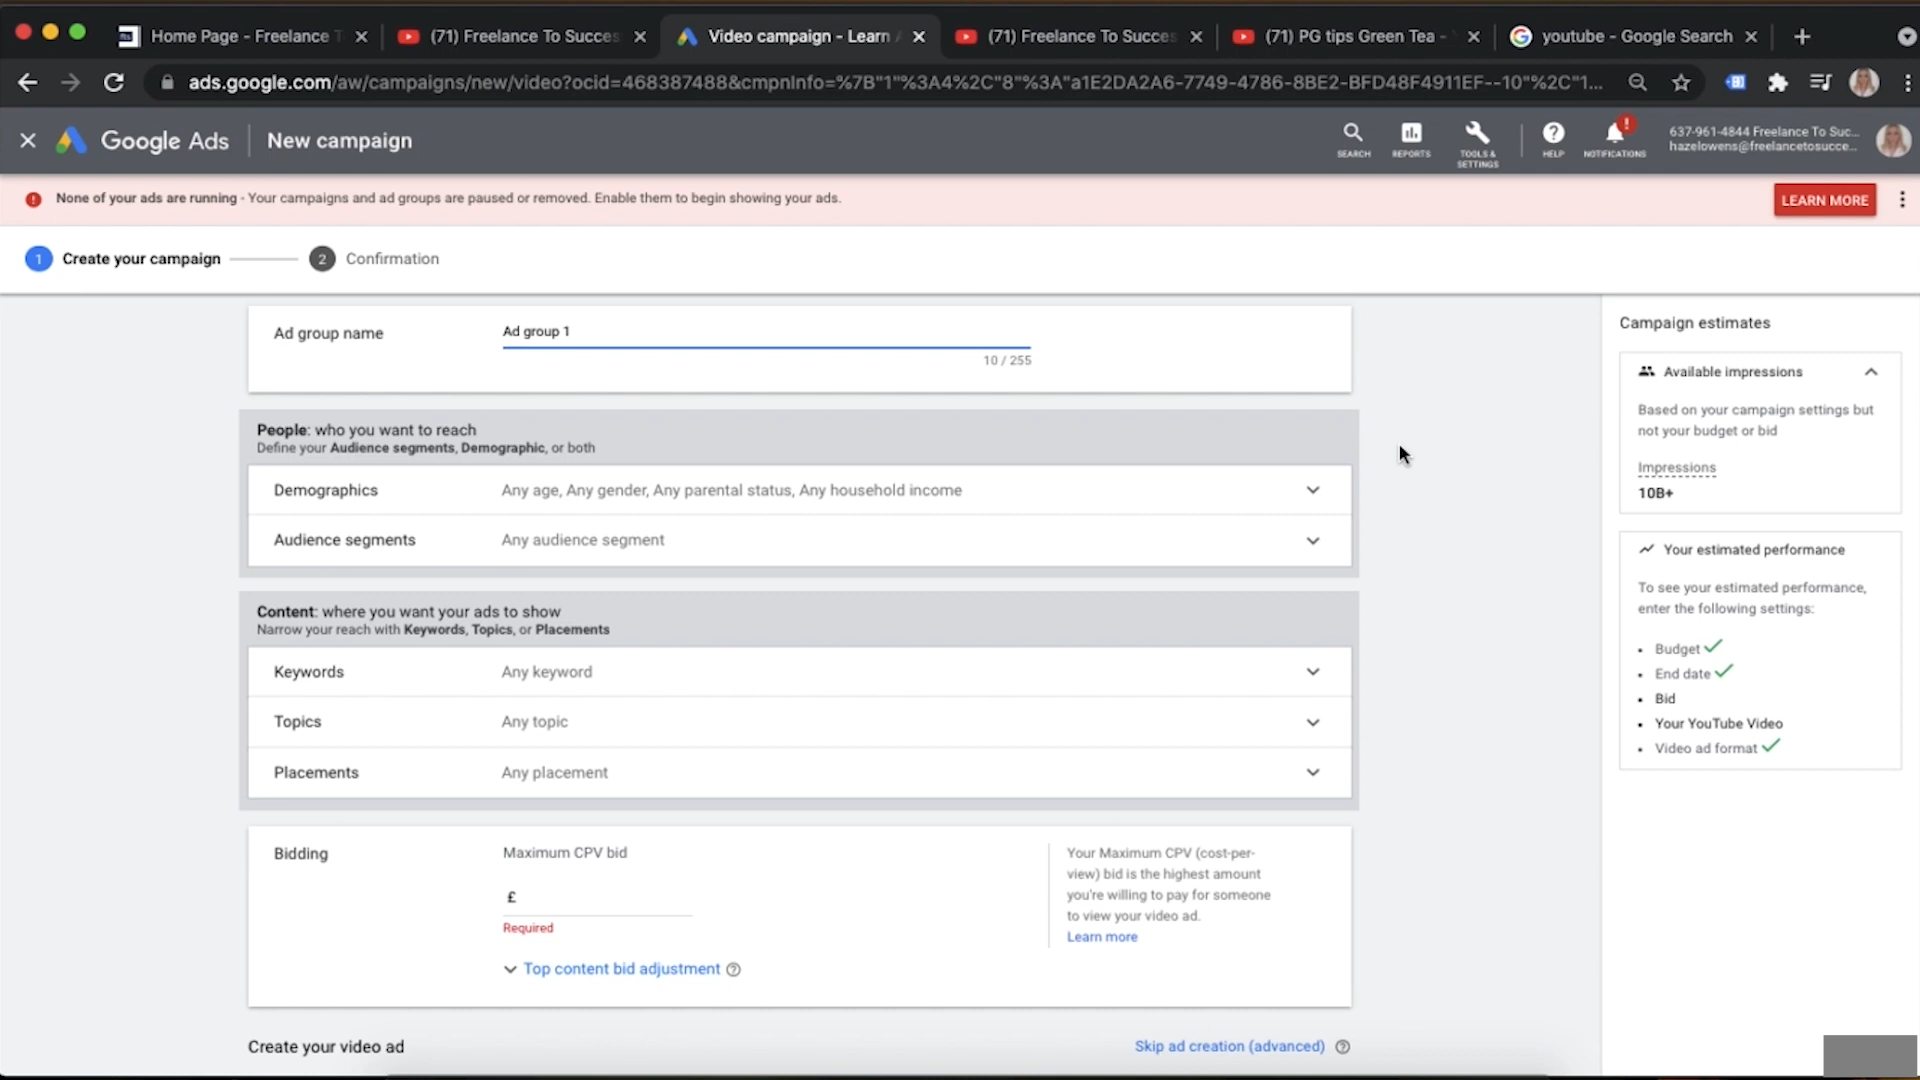 Home Page - Freelance T
(71) Freelance To Succes
Video campaign - Learn
(71) Freelance To Succes
(71) PG tips Green Tea -
youtube - Google Search
ads.google.com/aw/campaigns/new/video?ocid=468387488&cmpnInfo=%7B"1"%3A4%2C"8"%3A"a1E2DA2A6-7749-4786-8BE2-BFD48F4911EF--10"%2C"1...
Google Ads
New campaign
SEARCH
REPORTS
TOOLS & SETTINGS
HELP
NOTIFICATIONS
637-961-4844 Freelance To Suc...
hazelowens@freelancetosucce...
None of your ads are running - Your campaigns and ad groups are paused or removed. Enable them to begin showing your ads.
LEARN MORE
1 Create your campaign
2 Confirmation
Ad group name
Ad group 1
10 / 255
People: who you want to reach
Define your Audience segments, Demographic, or both
Demographics
Any age, Any gender, Any parental status, Any household income
Audience segments
Any audience segment
Content: where you want your ads to show
Narrow your reach with Keywords, Topics, or Placements
Keywords
Any keyword
Topics
Any topic
Placements
Any placement
Bidding
Maximum CPV bid
£
Required
Top content bid adjustment
Your Maximum CPV (cost-per-
view) bid is the highest amount
you're willing to pay for someone
to view your video ad.
Learn more
Create your video ad
Skip ad creation (advanced)
Campaign estimates
Available impressions
Based on your campaign settings but
not your budget or bid
Impressions
10B+
Your estimated performance
To see your estimated performance,
enter the following settings:
Budget
End date
Bid
Your YouTube Video
Video ad format